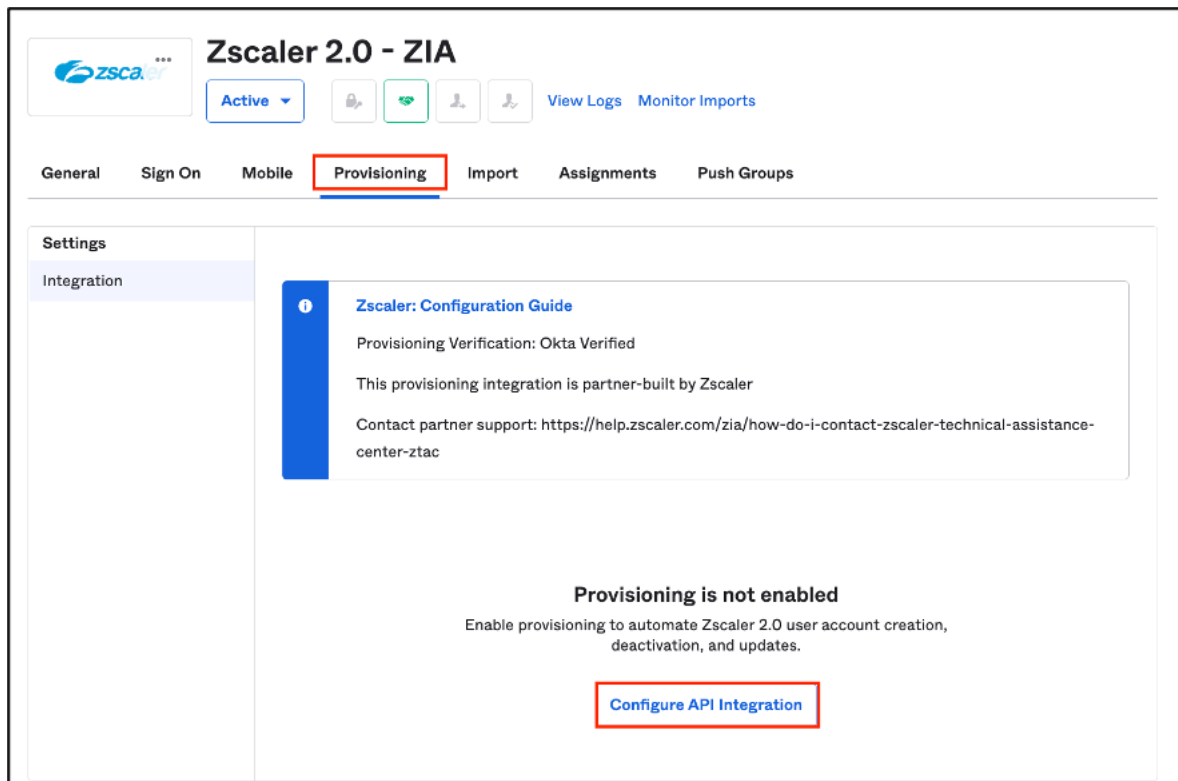 Zscaler 2.0 - ZIA
zscaler
Active
View Logs Monitor Imports
General Sign On Mobile Provisioning Import Assignments Push Groups
Settings
Integration
Zscaler: Configuration Guide
Provisioning Verification: Okta Verified
This provisioning integration is partner-built by Zscaler
Contact partner support: https://help.zscaler.com/zia/how-do-i-contact-zscaler-technical-assistance-
center-ztac
Provisioning is not enabled
Enable provisioning to automate Zscaler 2.0 user account creation,
deactivation, and updates.
Configure API Integration